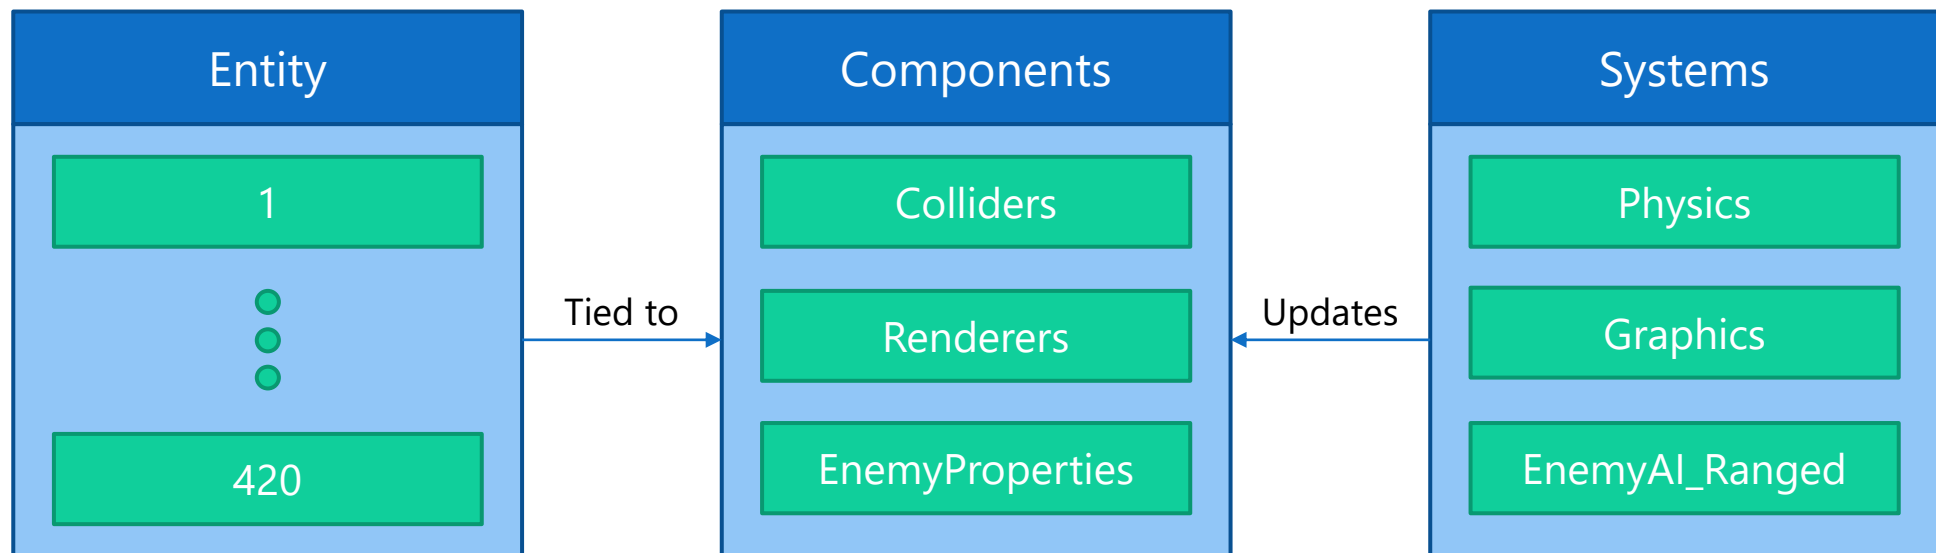 Entity
1
420
Tied to
Components
Colliders
Renderers
EnemyProperties
Updates
Systems
Physics
Graphics
EnemyAI_Ranged